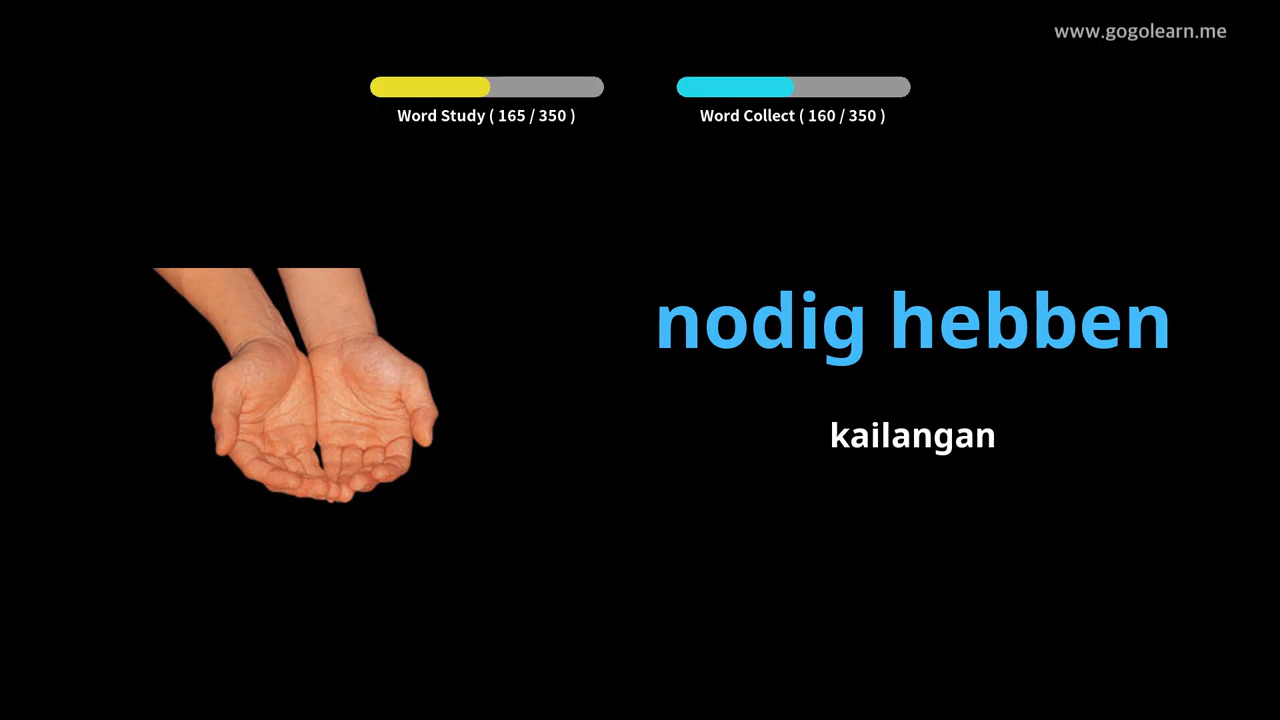 www.gogolearn.me
Word Study ( 165 / 350 )
Word Collect ( 160 / 350 )
nodig hebben
kailangan